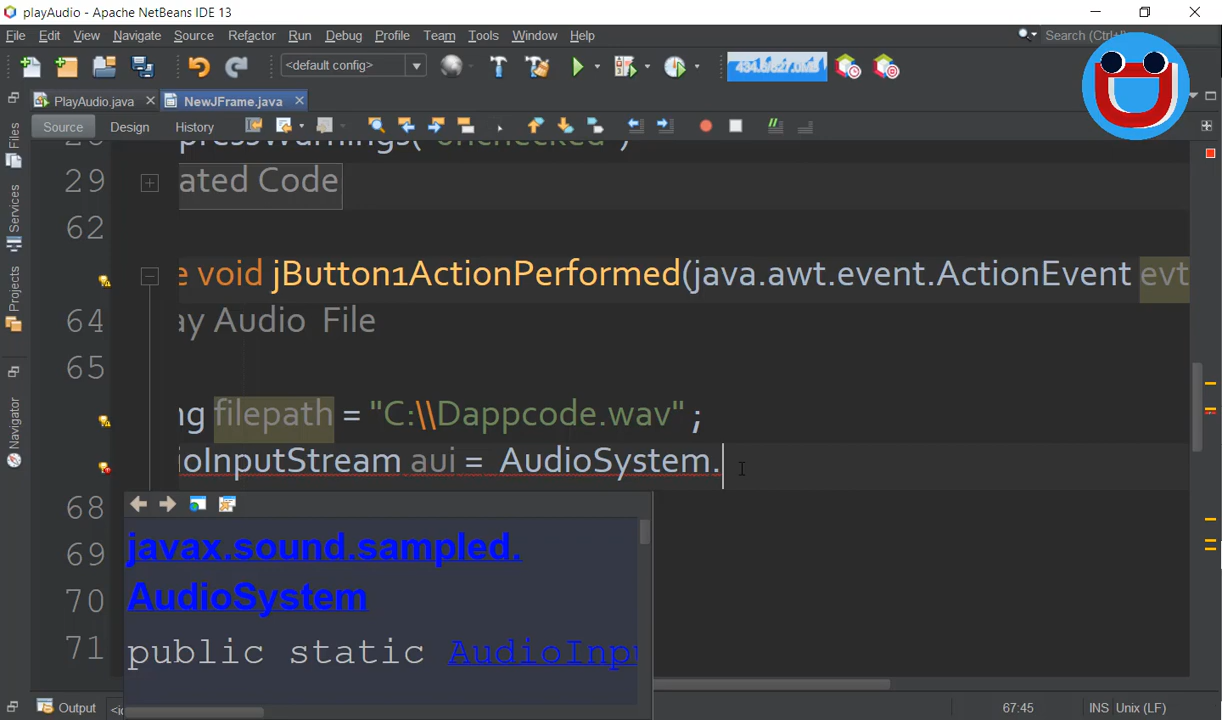 playAudio - Apache NetBeans IDE 13
File Edit View Navigate Source Refactor Run Debug Profile Team Tools Window Help
Search (Ctrl+I)
<default config>
PlayAudio.java NewJFrame.java
Source Design History
Files
Services
Projects
Navigator
29 ated Code
62
e void jButton1ActionPerformed(java.awt.event.ActionEvent evt
64 ay Audio File
65
ng filepath = "C:\\Dappcode.wav" ;
ioInputStream aui = AudioSystem.
68
javax.sound.sampled.
69
AudioSystem
70
public static AudioInpu
71
Output
67:45 INS Unix (LF)